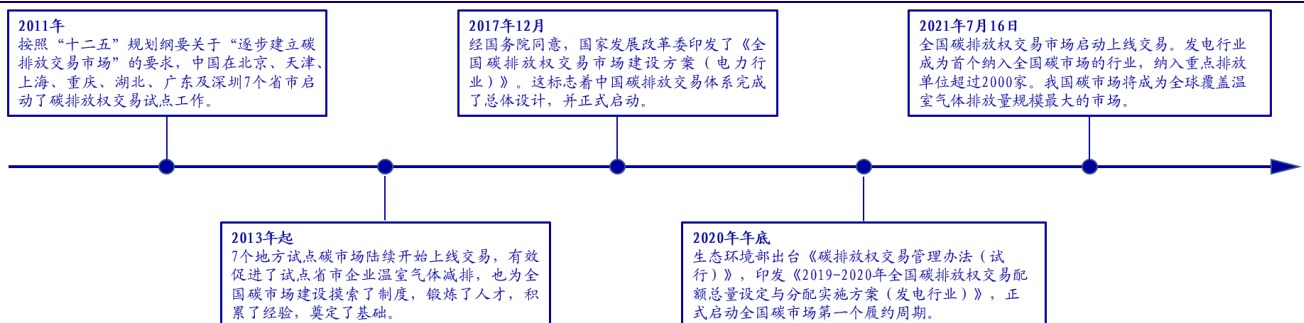 2011年
按照“十二五”规划纲要关于“逐步建立碳
排放交易市场”的要求，中国在北京、天津、
上海、重庆、湖北、广东及深圳7个省市启
动了碳排放权交易试点工作。
2013年起
7个地方试点碳市场陆续开始上线交易，有效
促进了试点省市企业温室气体减排，也为全
国碳市场建设摸索了制度，锻炼了人才，积
累了经验，奠定了基础。
2017年12月
经国务院同意，国家发展改革委印发了《全
国碳排放权交易市场建设方案（电力行
业）》。这标志着中国碳排放交易体系完成
了总体设计，并正式启动。
2020年年底
生态环境部出台《碳排放权交易管理办法（试
行）》，印发《2019-2020年全国碳排放权交易配
额总量设定与分配实施方案（发电行业）》，正
式启动全国碳市场第一个履约周期。
2021年7月16日
全国碳排放权交易市场启动上线交易。发电行业
成为首个纳入全国碳市场的行业，纳入重点排放
单位超过2000家。我国碳市场将成为全球覆盖温
室气体排放量规模最大的市场。